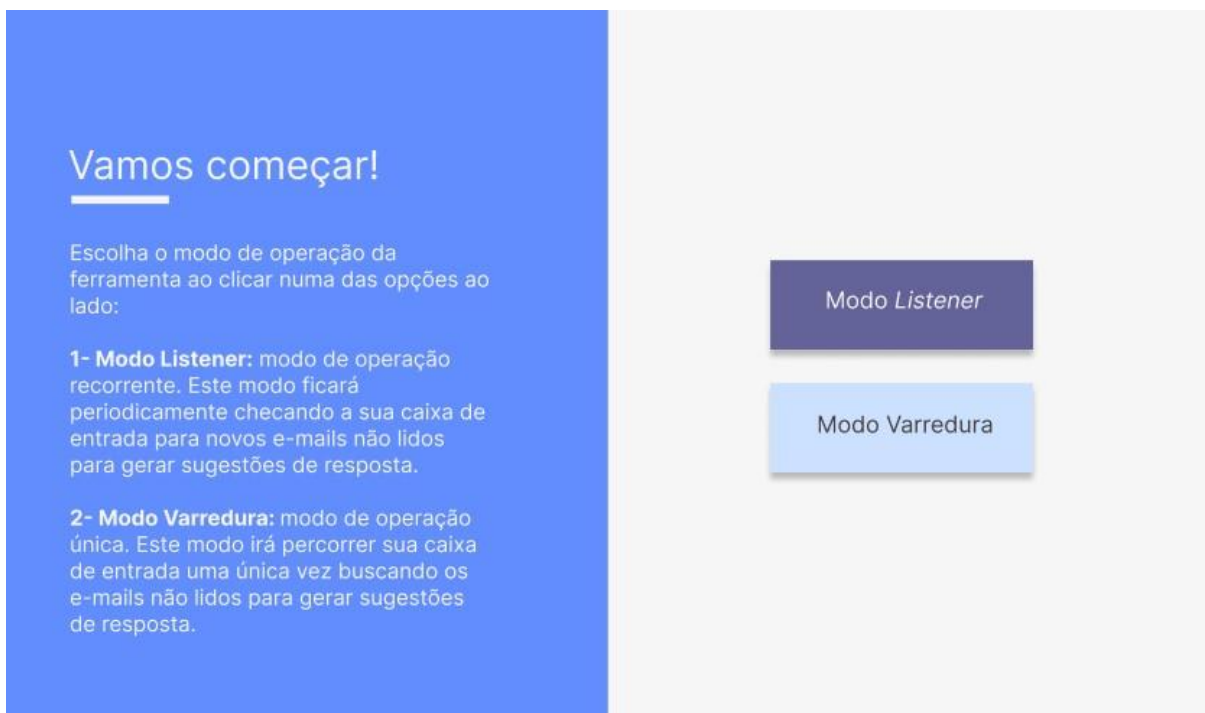 Vamos começar!
Escolha o modo de operação da
ferramenta ao clicar numa das opções ao
lado:
1- Modo Listener: modo de operação
recorrente. Este modo ficará
periodicamente checando a sua caixa de
entrada para novos e-mails não lidos
para gerar sugestões de resposta.
2- Modo Varredura: modo de operação
única. Este modo irá percorrer sua caixa
de entrada uma única vez buscando os
e-mails não lidos para gerar sugestões
de resposta.
Modo Listener
Modo Varredura